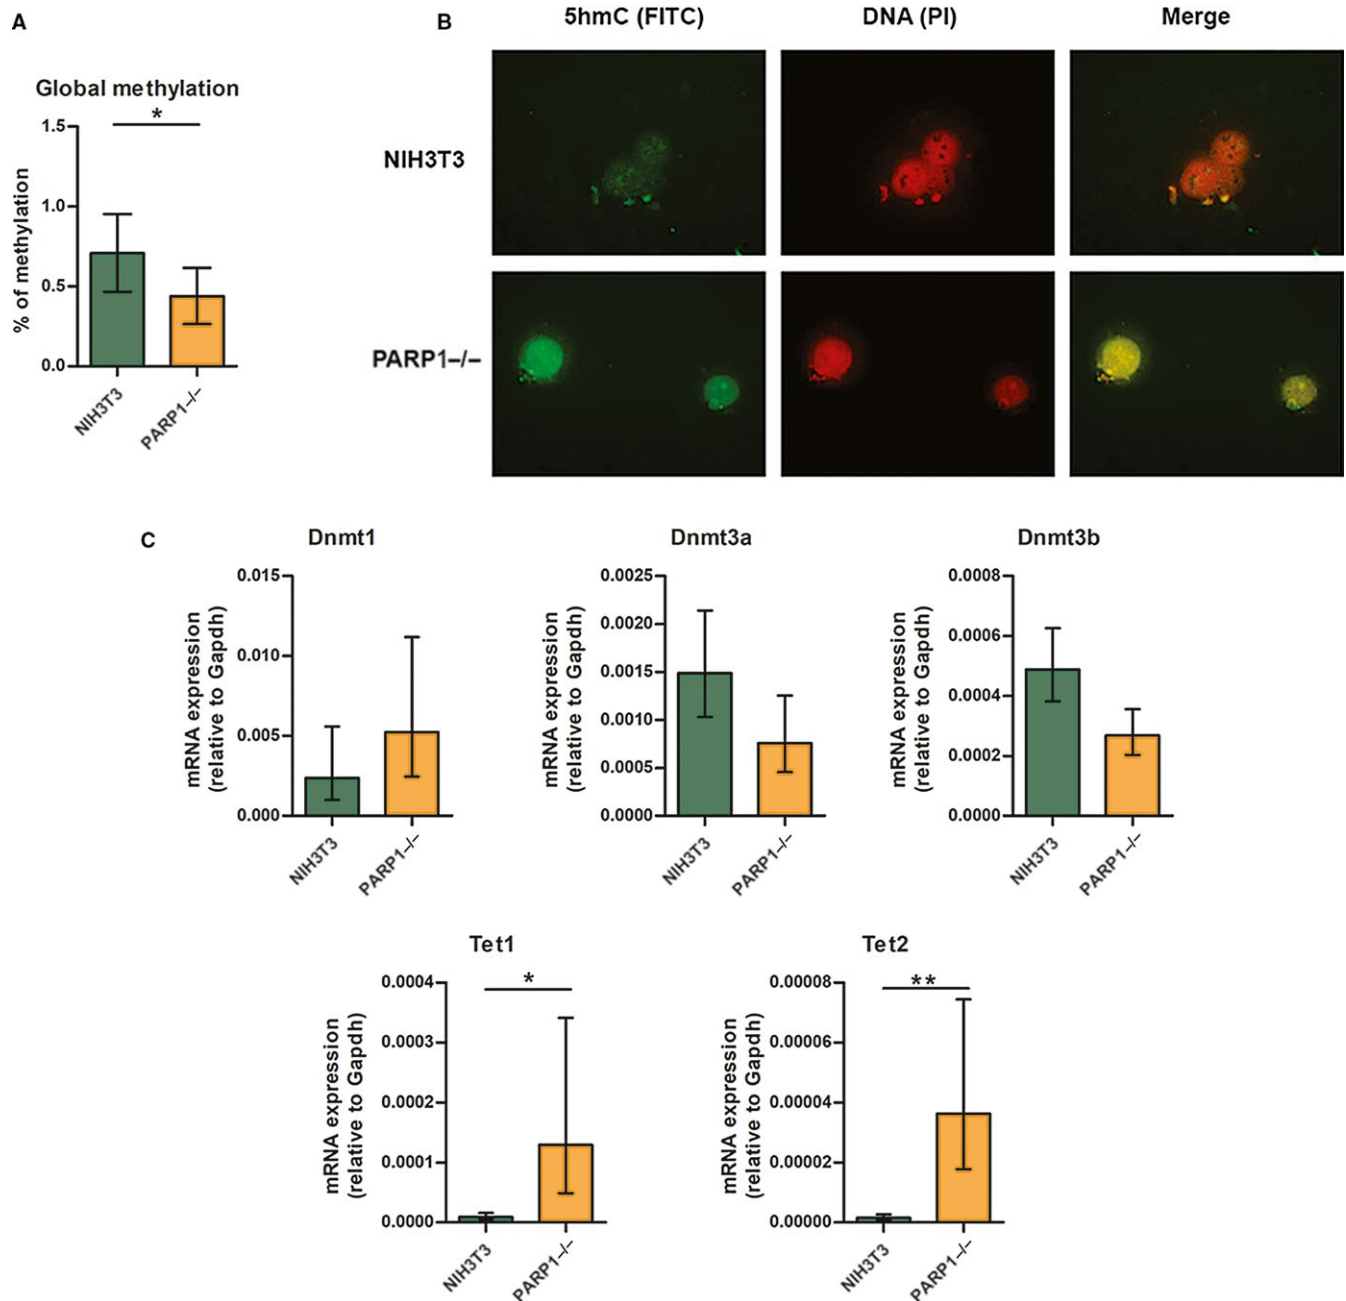 A
Global methylation
*
% of methylation
1.5
1.0
0.5
0.0
NIH3T3
PARP1–/–
B
5hmC (FITC)
DNA (PI)
Merge
NIH3T3
PARP1–/–
C
Dnmt1
mRNA expression
(relative to Gapdh)
0.015
0.010
0.005
0.000
NIH3T3
PARP1–/–
Dnmt3a
mRNA expression
(relative to Gapdh)
0.0025
0.0020
0.0015
0.0010
0.0005
0.0000
NIH3T3
PARP1–/–
Dnmt3b
mRNA expression
(relative to Gapdh)
0.0008
0.0006
0.0004
0.0002
0.0000
NIH3T3
PARP1–/–
Tet1
*
mRNA expression
(relative to Gapdh)
0.0004
0.0003
0.0002
0.0001
0.0000
NIH3T3
PARP1–/–
Tet2
**
mRNA expression
(relative to Gapdh)
0.00008
0.00006
0.00004
0.00002
0.00000
NIH3T3
PARP1–/–